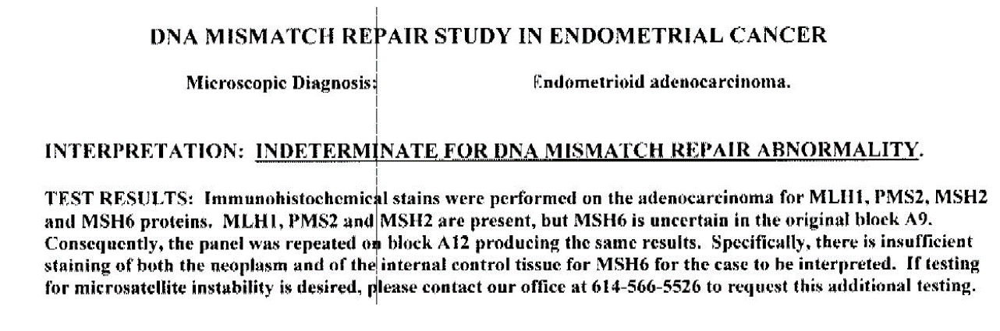 DNA MISMATCH REPAIR STUDY IN ENDOMETRIAL CANCER
Microscopic Diagnosis: Endometrioid adenocarcinoma.
INTERPRETATION: INDETERMINATE FOR DNA MISMATCH REPAIR ABNORMALITY.
TEST RESULTS: Immunohistochemical stains were performed on the adenocarcinoma for MLH1, PMS2, MSH2
and MSH6 proteins. MLH1, PMS2 and MSH2 are present, but MSH6 is uncertain in the original block A9.
Consequently, the panel was repeated on block A12 producing the same results. Specifically, there is insufficient
staining of both the neoplasm and of the internal control tissue for MSH6 for the case to be interpreted. If testing
for microsatellite instability is desired, please contact our office at 614-566-5526 to request this additional testing.